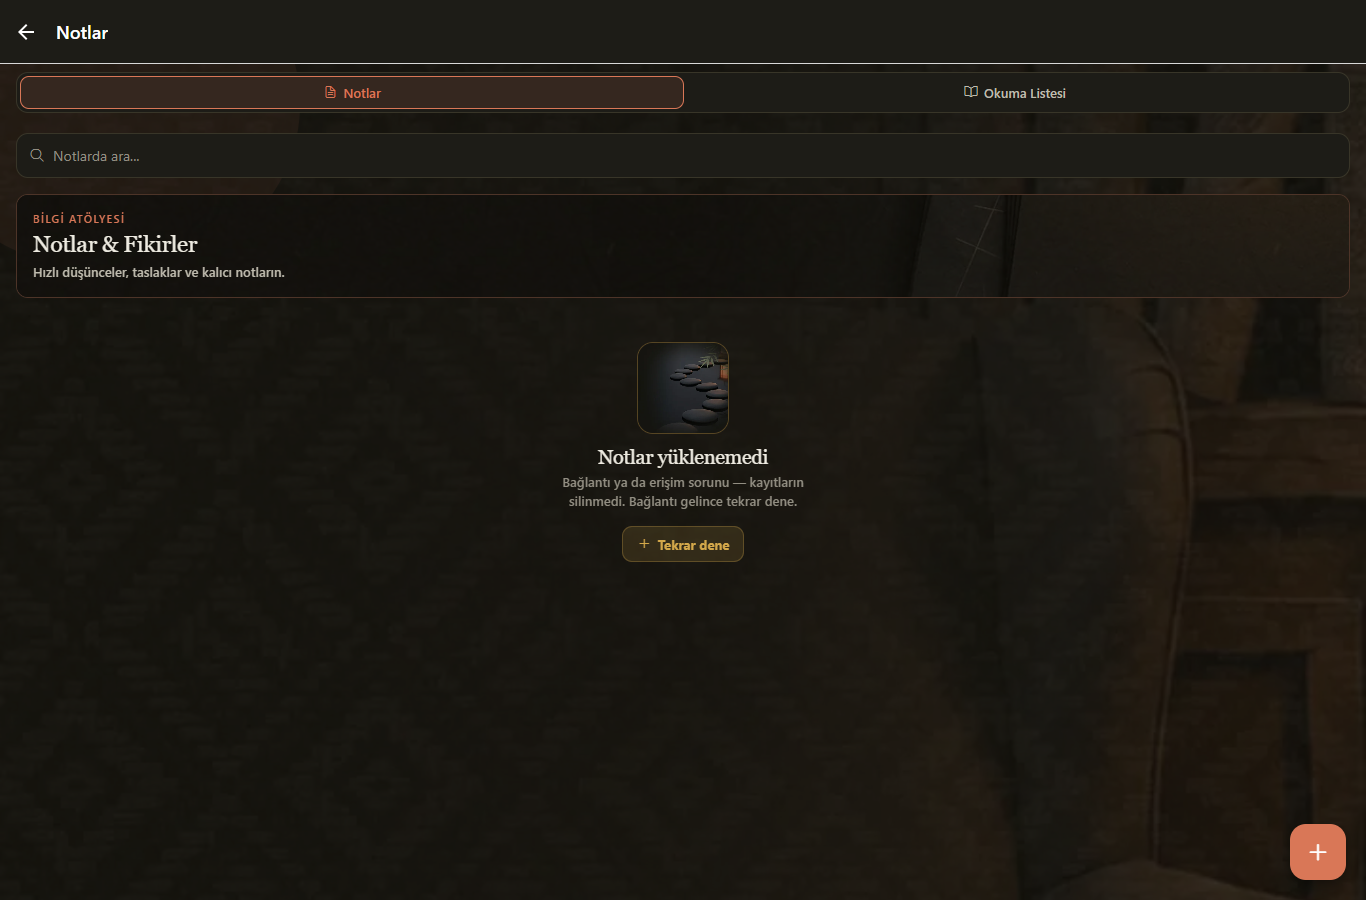 Notlar
Notlar
Okuma Listesi
Notlarda ara...
BİLGİ ATÖLYESİ
Notlar & Fikirler
Hızlı düşünceler, taslaklar ve kalıcı notların.
Notlar yüklenemedi
Bağlantı ya da erişim sorunu — kayıtların
silinmedi. Bağlantı gelince tekrar dene.
Tekrar dene